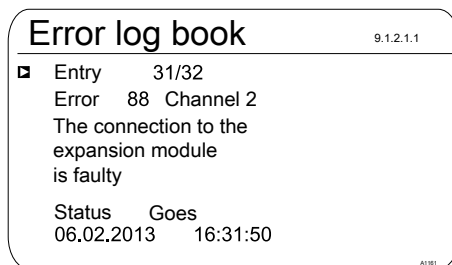 Error log book 9.1.2.1.1
Entry 31/32
Error 88 Channel 2
The connection to the
expansion module
is faulty
Status Goes
06.02.2013 16:31:50
A1161